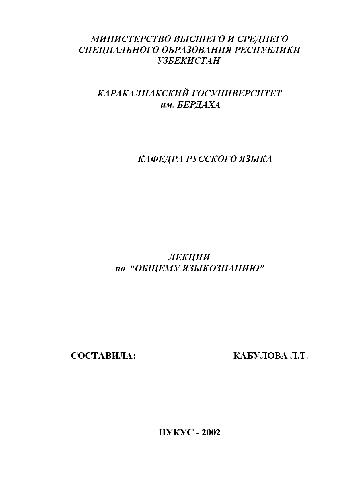 МИНИСТЕРСТВО ВЫСШЕГО И СРЕДНЕГО
СПЕЦИАЛЬНОГО ОБРАЗОВАНИЯ РЕСПУБЛИКИ
УЗБЕКИСТАН
КАРАКАЛПАКСКИЙ ГОСУНИВЕРСИТЕТ
им. БЕРДАХА
КАФЕДРА РУССКОГО ЯЗЫКА
ЛЕКЦИИ
по “ОБЩЕМУ ЯЗЫКОЗНАНИЮ”
СОСТАВИЛА: КАБУЛОВА Л.Т.
НУКУС - 2002